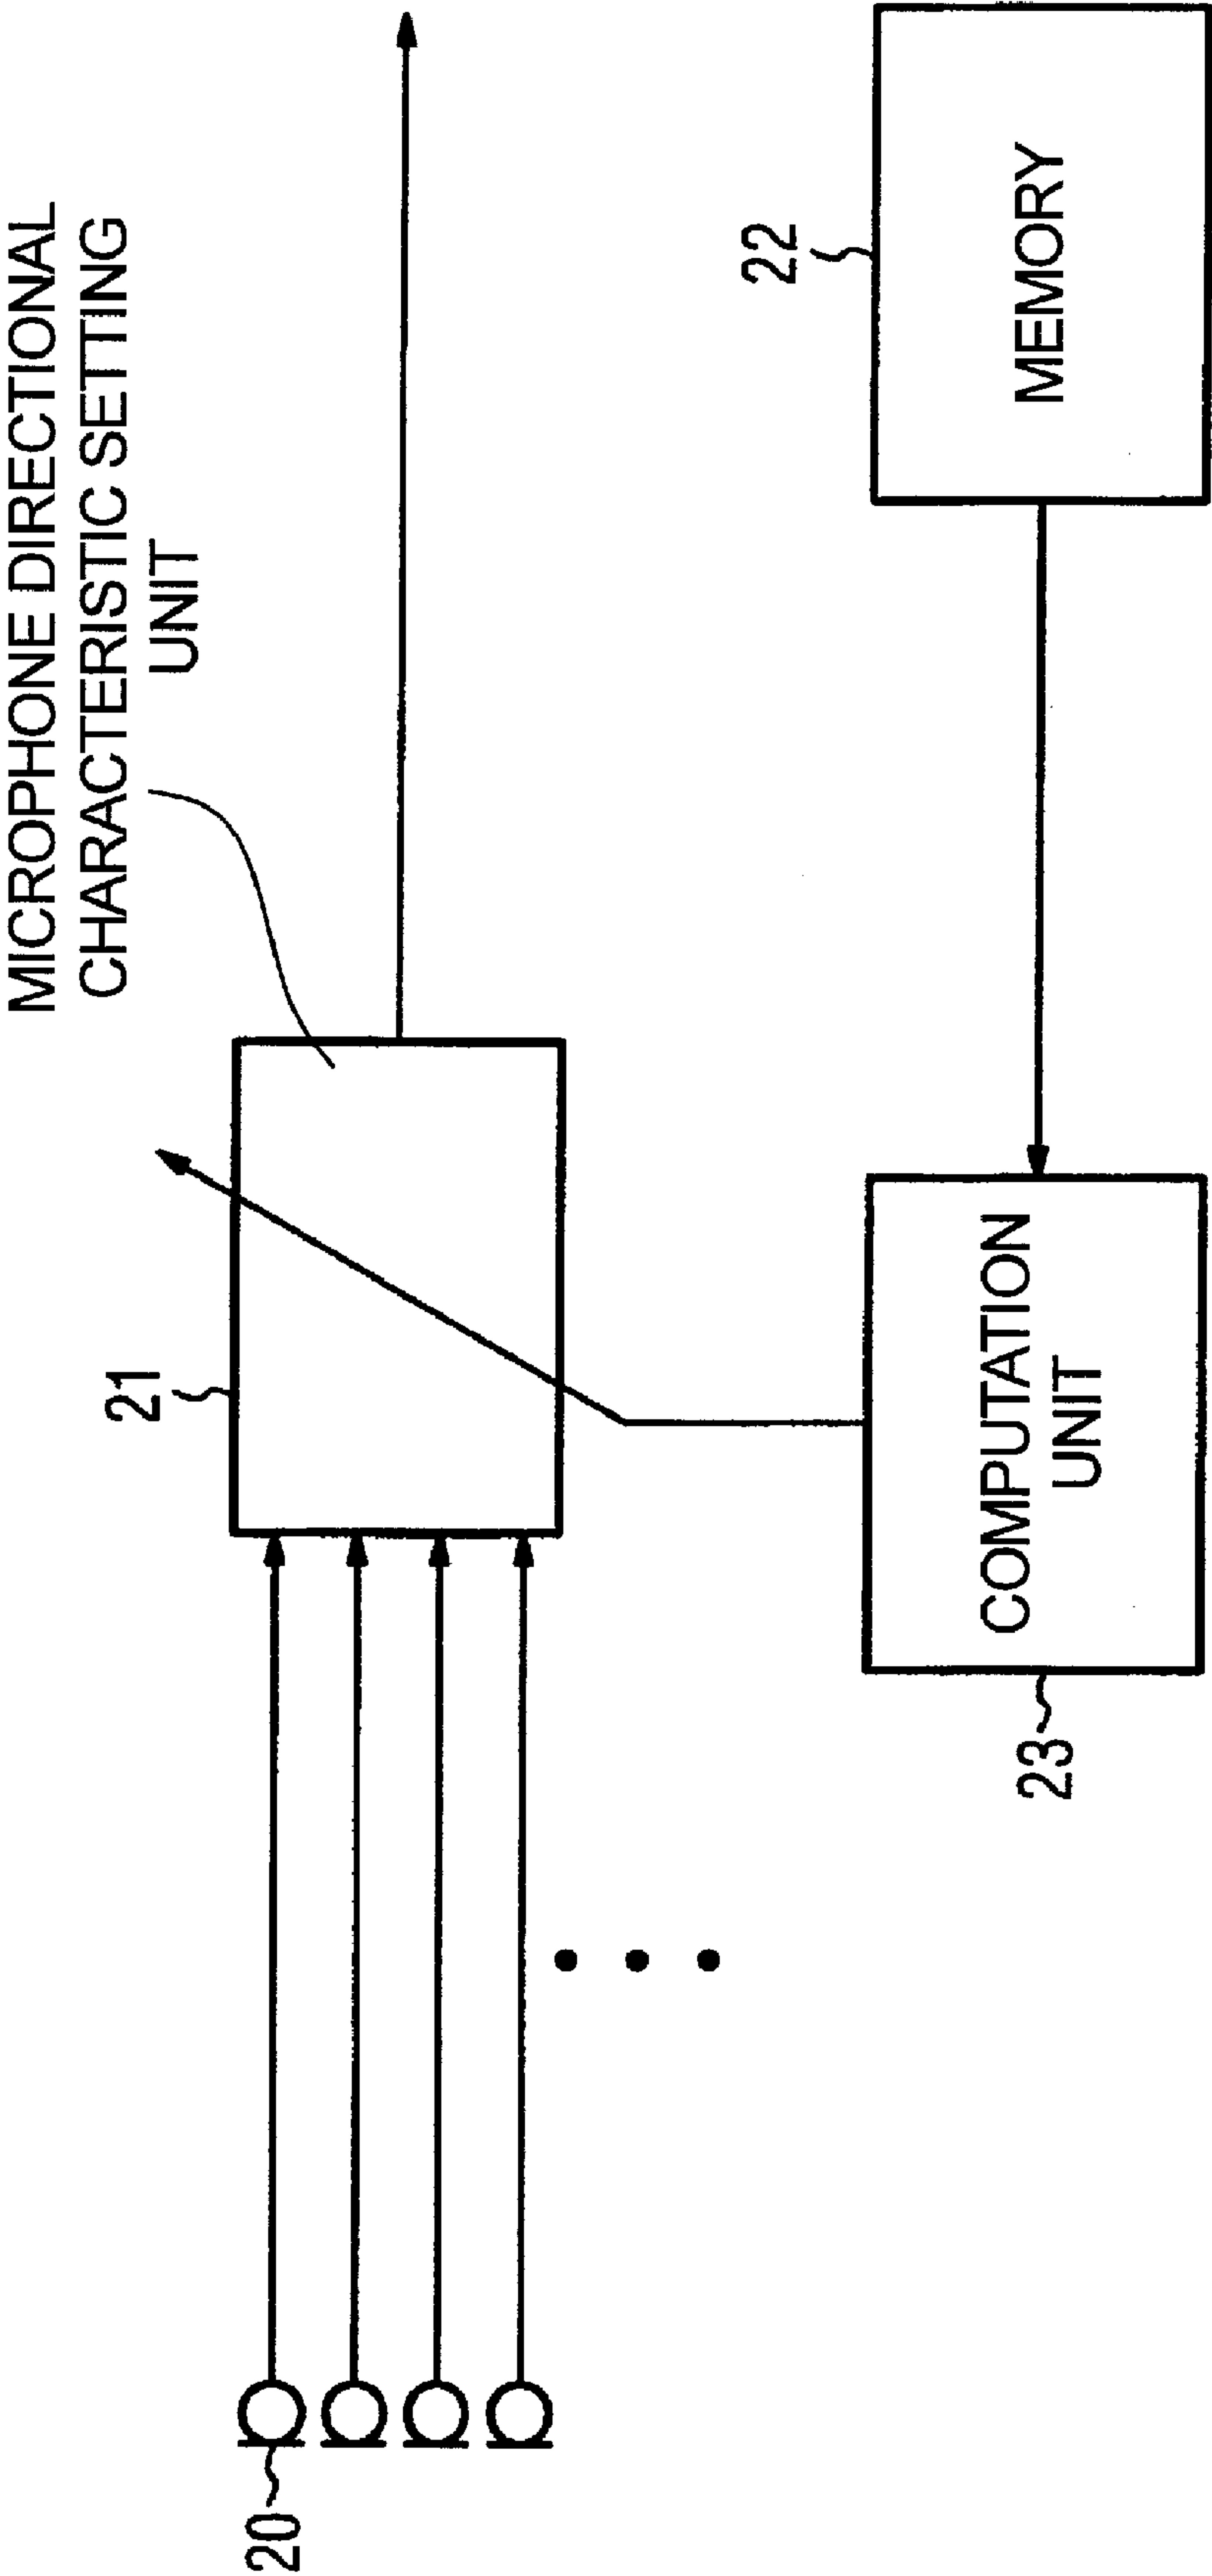 MICROPHONE DIRECTIONAL
CHARACTERISTIC SETTING
UNIT
21
20
22
MEMORY
23
COMPUTATION
UNIT